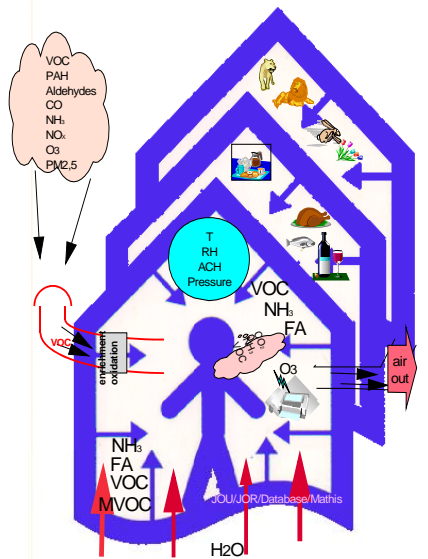 VOC
PAH
Aldehydes
CO
NH₃
NOₓ
O3
PM2,5
T
RH
ACH
Pressure
VOC
NH₃
FA
VOC
enrichment
oxidation
O3
air
out
NH₃
FA
VOC
MVOC
JOU/JOR/Database/Mathis
H2O